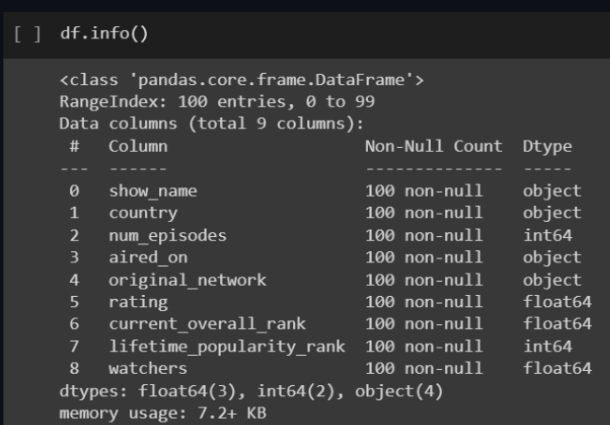 [ ] df.info()
<class 'pandas.core.frame.DataFrame'>
RangeIndex: 100 entries, 0 to 99
Data columns (total 9 columns):
 #   Column                    Non-Null Count  Dtype
---  ------                    --------------  -----
 0   show_name                 100 non-null    object
 1   country                   100 non-null    object
 2   num_episodes              100 non-null    int64
 3   aired_on                  100 non-null    object
 4   original_network          100 non-null    object
 5   rating                    100 non-null    float64
 6   current_overall_rank      100 non-null    float64
 7   lifetime_popularity_rank  100 non-null    int64
 8   watchers                  100 non-null    float64
dtypes: float64(3), int64(2), object(4)
memory usage: 7.2+ KB